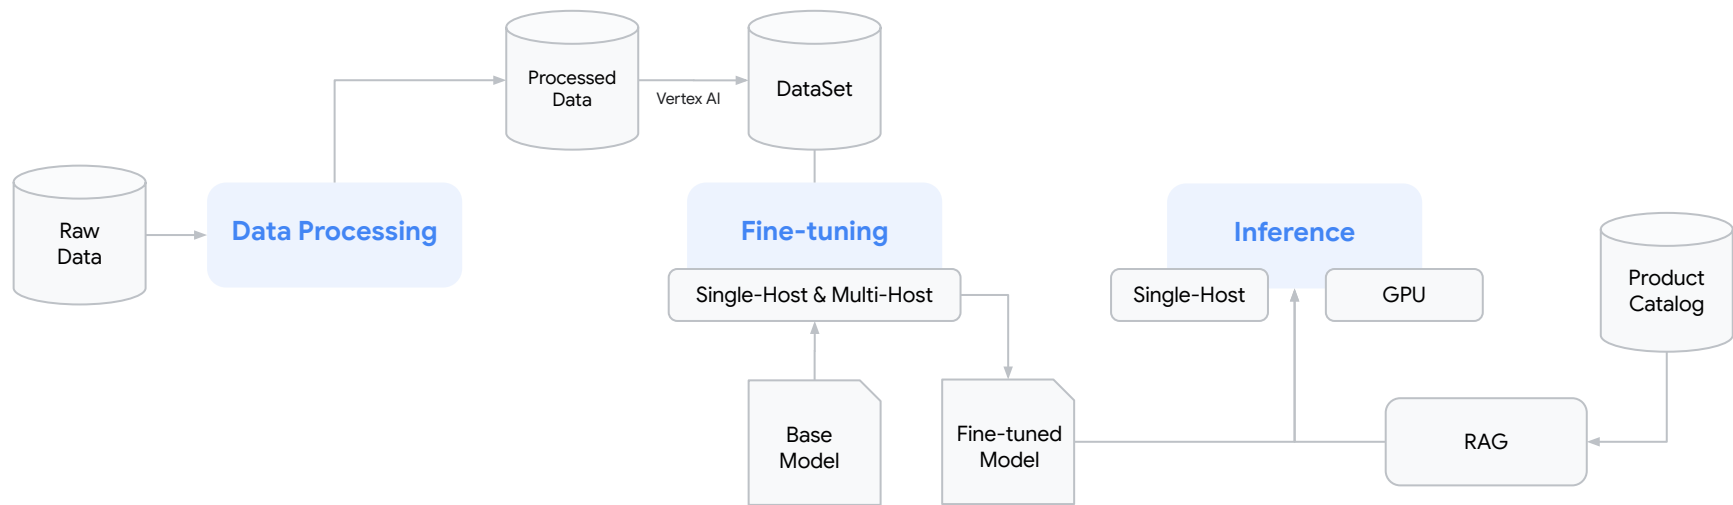 Processed
Data
Vertex AI
DataSet
Raw
Data
Data Processing
Fine-tuning
Single-Host & Multi-Host
Base
Model
Fine-tuned
Model
Inference
Single-Host
GPU
Product
Catalog
RAG